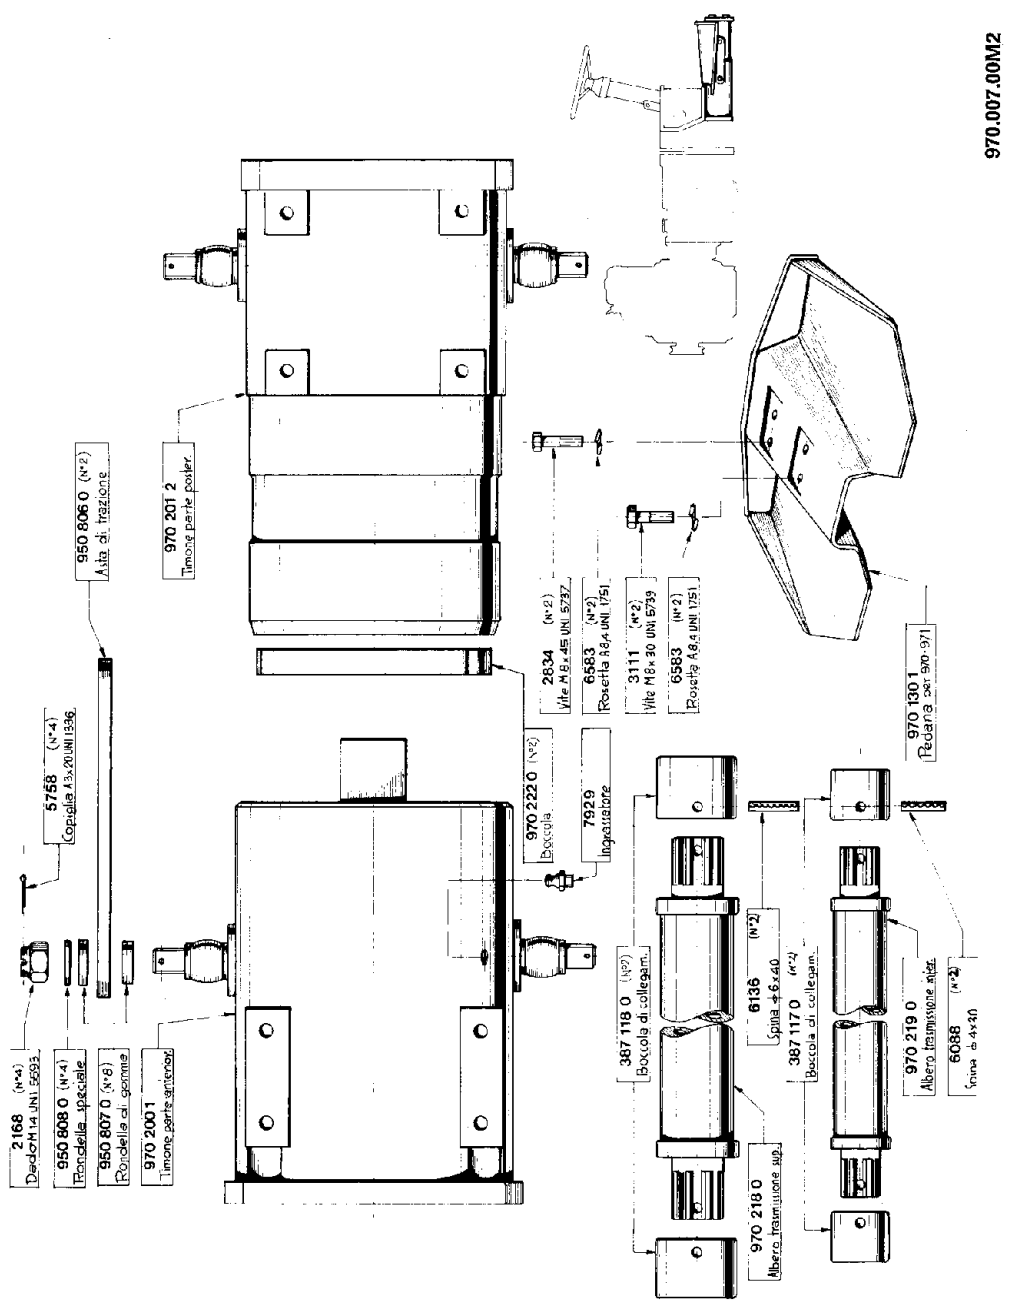 970.007.00M2
950 806 0 (N°2)
Asta di trazione
970 201 2
Timone parte poster.
5758 (N°4)
Copiglia A3x20 UNI 1336
2168 (N°4)
Dado M14 UNI 5593
950 808 0 (N°4)
Rondella speciale
950 807 0 (N°8)
Rondella di gomma
970 200 1
Timone parte anterior.
970 222 0 (N°2)
Boccola
7929
Ingrassatore
2834 (N°2)
Vite M8x45 UNI 5737
6583 (N°2)
Rosetta A8,4 UNI 1751
3111 (N°2)
Vite M8x30 UNI 5739
6583 (N°2)
Rosetta A8,4 UNI 1751
970 130 1
Pedana per 970-971
387 118 0 (N°2)
Boccola di collegam.
6136 (N°2)
Spina ϕ 6x40
387 117 0 (N°2)
Boccola di collegam.
970 219 0
Albero trasmissione infer.
6088 (N°2)
Spina ϕ 4x30
970 218 0
Albero trasmissione sup.